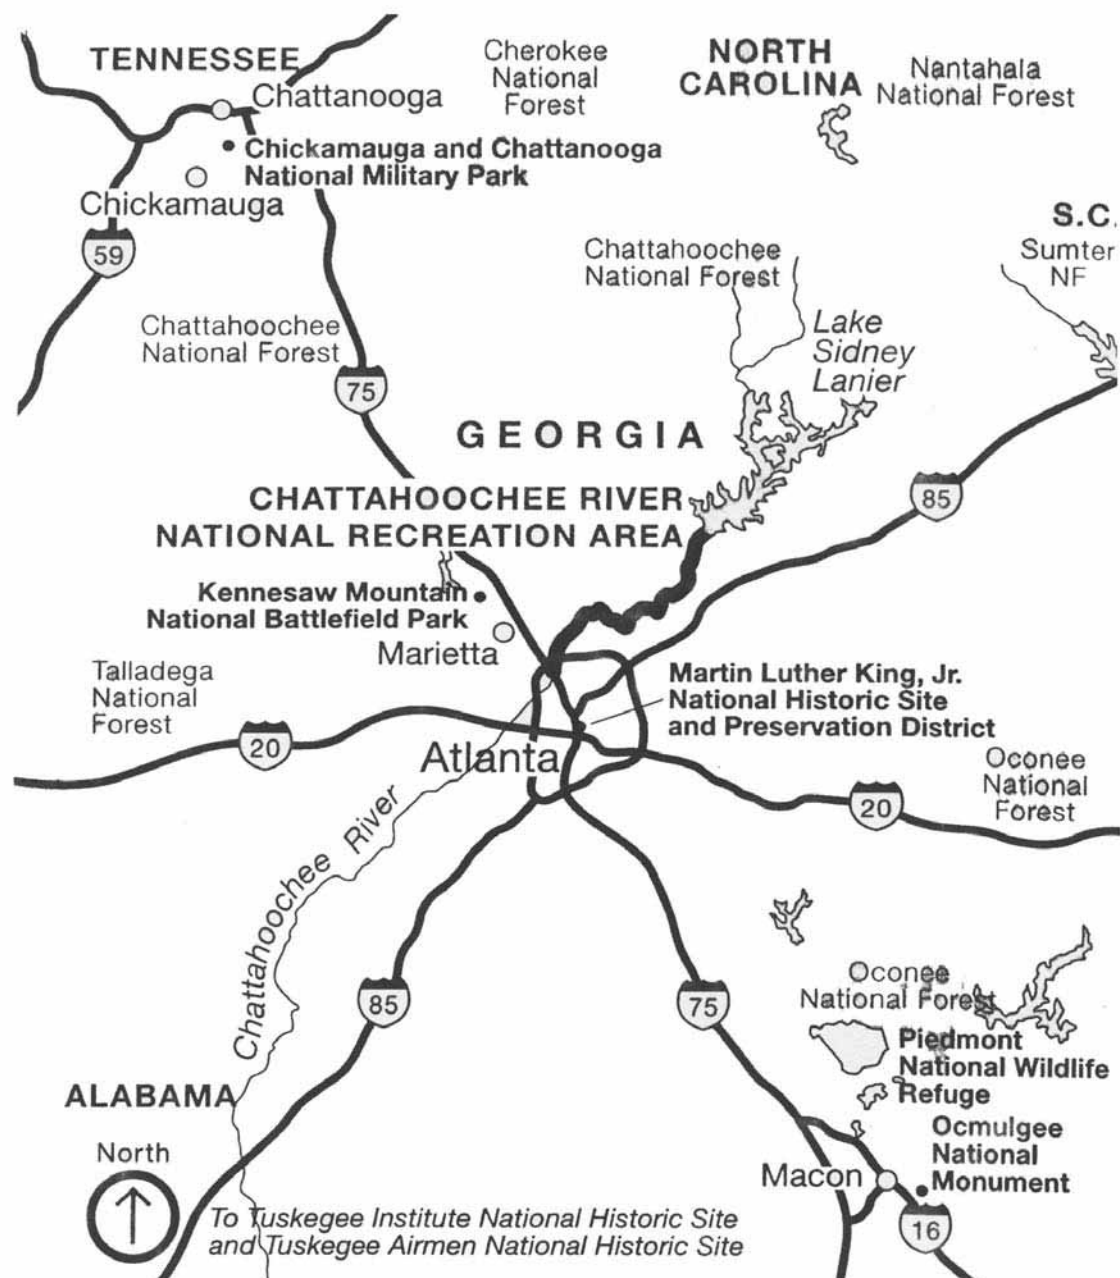 TENNESSEE
Chattanooga
Cherokee
National
Forest
NORTH
CAROLINA
Nantahala
National Forest
Chickamauga and Chattanooga
National Military Park
Chickamauga
59
S.C.
Sumter
NF
Chattahoochee
National Forest
Chattahoochee
National Forest
Lake
Sidney
Lanier
75
GEORGIA
85
CHATTAHOOCHEE RIVER
NATIONAL RECREATION AREA
Kennesaw Mountain
National Battlefield Park
Marietta
Talladega
National
Forest
Martin Luther King, Jr.
National Historic Site
and Preservation District
20
Atlanta
Oconee
National
Forest
20
Chattahoochee River
85
75
Oconee
National Forest
Piedmont
National Wildlife
Refuge
ALABAMA
Ocmulgee
National
Monument
North
Macon
16
To Tuskegee Institute National Historic Site
and Tuskegee Airmen National Historic Site